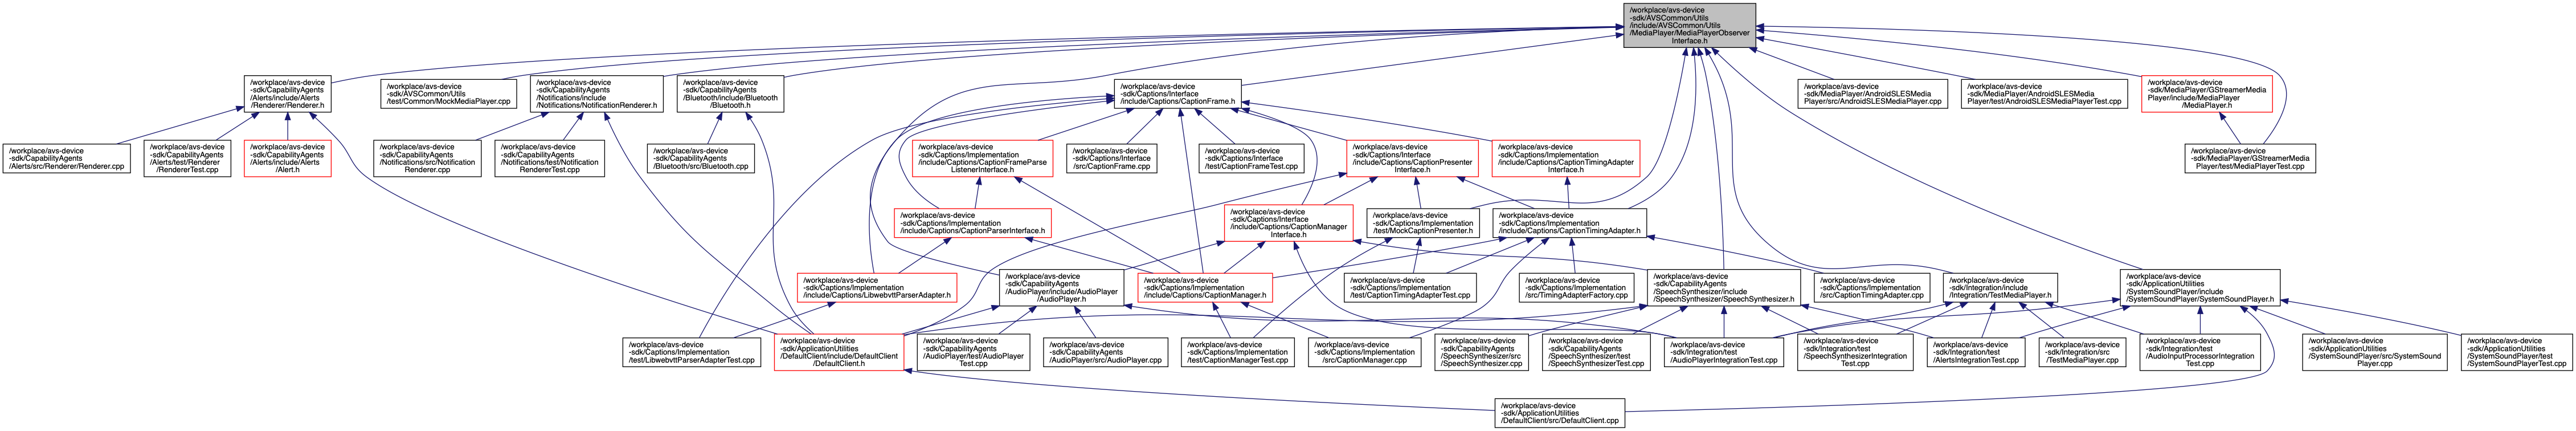 /workplace/avs-device
-sdk/AVSCommon/Utils
/include/AVSCommon/Utils
/MediaPlayer/MediaPlayerObserver
Interface.h
/workplace/avs-device
-sdk/CapabilityAgents
/Alerts/include/Alerts
/Renderer/Renderer.h
/workplace/avs-device
-sdk/AVSCommon/Utils
/test/Common/MockMediaPlayer.cpp
/workplace/avs-device
-sdk/CapabilityAgents
/Notifications/include
/Notifications/NotificationRenderer.h
/workplace/avs-device
-sdk/CapabilityAgents
/Bluetooth/include/Bluetooth
/Bluetooth.h
/workplace/avs-device
-sdk/Captions/Interface
/include/Captions/CaptionFrame.h
/workplace/avs-device
-sdk/MediaPlayer/AndroidSLESMedia
Player/src/AndroidSLESMediaPlayer.cpp
/workplace/avs-device
-sdk/MediaPlayer/AndroidSLESMedia
Player/test/AndroidSLESMediaPlayerTest.cpp
/workplace/avs-device
-sdk/MediaPlayer/GStreamerMedia
Player/include/MediaPlayer
/MediaPlayer.h
/workplace/avs-device
-sdk/CapabilityAgents
/Alerts/src/Renderer/Renderer.cpp
/workplace/avs-device
-sdk/CapabilityAgents
/Alerts/test/Renderer
/RendererTest.cpp
/workplace/avs-device
-sdk/CapabilityAgents
/Alerts/include/Alerts
/Alert.h
/workplace/avs-device
-sdk/CapabilityAgents
/Notifications/src/Notification
Renderer.cpp
/workplace/avs-device
-sdk/CapabilityAgents
/Notifications/test/Notification
RendererTest.cpp
/workplace/avs-device
-sdk/CapabilityAgents
/Bluetooth/src/Bluetooth.cpp
/workplace/avs-device
-sdk/Captions/Implementation
/include/Captions/CaptionFrameParse
ListenerInterface.h
/workplace/avs-device
-sdk/Captions/Interface
/src/CaptionFrame.cpp
/workplace/avs-device
-sdk/Captions/Interface
/test/CaptionFrameTest.cpp
/workplace/avs-device
-sdk/Captions/Interface
/include/Captions/CaptionPresenter
Interface.h
/workplace/avs-device
-sdk/Captions/Implementation
/include/Captions/CaptionTimingAdapter
Interface.h
/workplace/avs-device
-sdk/MediaPlayer/GStreamerMedia
Player/test/MediaPlayerTest.cpp
/workplace/avs-device
-sdk/Captions/Implementation
/include/Captions/CaptionParserInterface.h
/workplace/avs-device
-sdk/Captions/Interface
/include/Captions/CaptionManager
Interface.h
/workplace/avs-device
-sdk/Captions/Implementation
/test/MockCaptionPresenter.h
/workplace/avs-device
-sdk/Captions/Implementation
/include/Captions/CaptionTimingAdapter.h
/workplace/avs-device
-sdk/Captions/Implementation
/include/Captions/LibwebvttParserAdapter.h
/workplace/avs-device
-sdk/CapabilityAgents
/AudioPlayer/include/AudioPlayer
/AudioPlayer.h
/workplace/avs-device
-sdk/Captions/Implementation
/include/Captions/CaptionManager.h
/workplace/avs-device
-sdk/Captions/Implementation
/test/CaptionTimingAdapterTest.cpp
/workplace/avs-device
-sdk/Captions/Implementation
/src/TimingAdapterFactory.cpp
/workplace/avs-device
-sdk/CapabilityAgents
/SpeechSynthesizer/include
/SpeechSynthesizer/SpeechSynthesizer.h
/workplace/avs-device
-sdk/Captions/Implementation
/src/CaptionTimingAdapter.cpp
/workplace/avs-device
-sdk/Integration/include
/Integration/TestMediaPlayer.h
/workplace/avs-device
-sdk/ApplicationUtilities
/SystemSoundPlayer/include
/SystemSoundPlayer/SystemSoundPlayer.h
/workplace/avs-device
-sdk/Captions/Implementation
/test/LibwebvttParserAdapterTest.cpp
/workplace/avs-device
-sdk/ApplicationUtilities
/DefaultClient/include/DefaultClient
/DefaultClient.h
/workplace/avs-device
-sdk/CapabilityAgents
/AudioPlayer/test/AudioPlayer
Test.cpp
/workplace/avs-device
-sdk/CapabilityAgents
/AudioPlayer/src/AudioPlayer.cpp
/workplace/avs-device
-sdk/Captions/Implementation
/test/CaptionManagerTest.cpp
/workplace/avs-device
-sdk/Captions/Implementation
/src/CaptionManager.cpp
/workplace/avs-device
-sdk/CapabilityAgents
/SpeechSynthesizer/src
/SpeechSynthesizer.cpp
/workplace/avs-device
-sdk/CapabilityAgents
/SpeechSynthesizer/test
/SpeechSynthesizerTest.cpp
/workplace/avs-device
-sdk/Integration/test
/AudioPlayerIntegrationTest.cpp
/workplace/avs-device
-sdk/Integration/test
/SpeechSynthesizerIntegration
Test.cpp
/workplace/avs-device
-sdk/Integration/test
/AlertsIntegrationTest.cpp
/workplace/avs-device
-sdk/Integration/src
/TestMediaPlayer.cpp
/workplace/avs-device
-sdk/Integration/test
/AudioInputProcessorIntegration
Test.cpp
/workplace/avs-device
-sdk/ApplicationUtilities
/SystemSoundPlayer/src/SystemSound
Player.cpp
/workplace/avs-device
-sdk/ApplicationUtilities
/SystemSoundPlayer/test
/SystemSoundPlayerTest.cpp
/workplace/avs-device
-sdk/ApplicationUtilities
/DefaultClient/src/DefaultClient.cpp